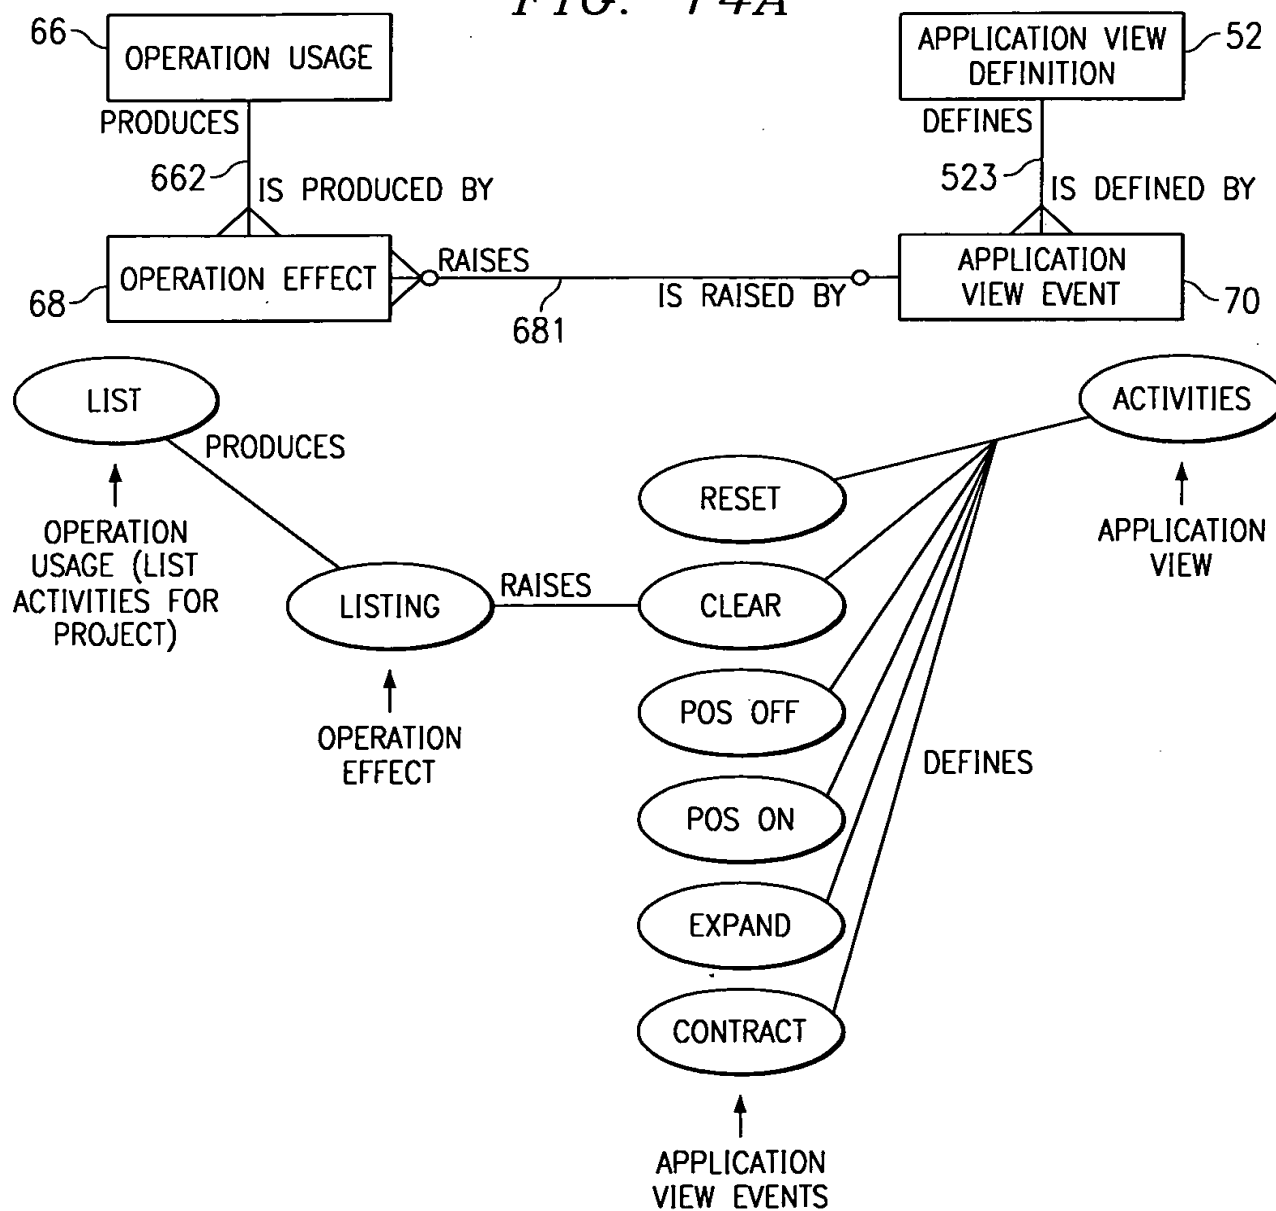 FIG. 74A
66
OPERATION USAGE
APPLICATION VIEW
DEFINITION
52
PRODUCES
DEFINES
662
IS PRODUCED BY
523
IS DEFINED BY
OPERATION EFFECT
68
RAISES
681
IS RAISED BY
APPLICATION
VIEW EVENT
70
LIST
PRODUCES
ACTIVITIES
RESET
OPERATION
USAGE (LIST
ACTIVITIES FOR
PROJECT)
APPLICATION
VIEW
LISTING
RAISES
CLEAR
OPERATION
EFFECT
POS OFF
DEFINES
POS ON
EXPAND
CONTRACT
APPLICATION
VIEW EVENTS